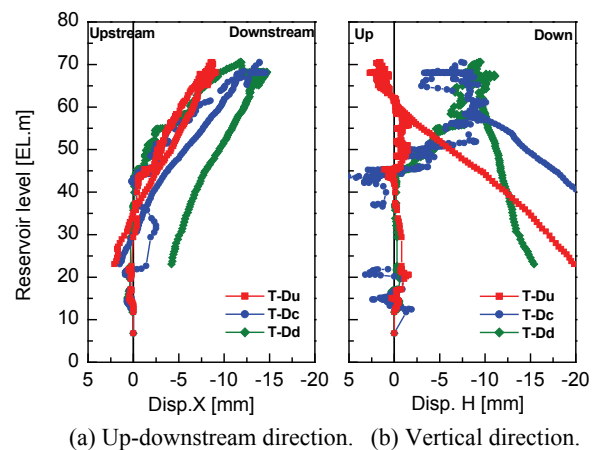 Upstream Downstream
Up Down
Reservoir level [EL.m]
80
70
60
50
40
30
20
10
0
T-Du
T-Dc
T-Dd
T-Du
T-Dc
T-Dd
5 0 -5 -10 -15 -20
5 0 -5 -10 -15 -20
Disp.X [mm]
Disp. H [mm]
(a) Up-downstream direction. (b) Vertical direction.